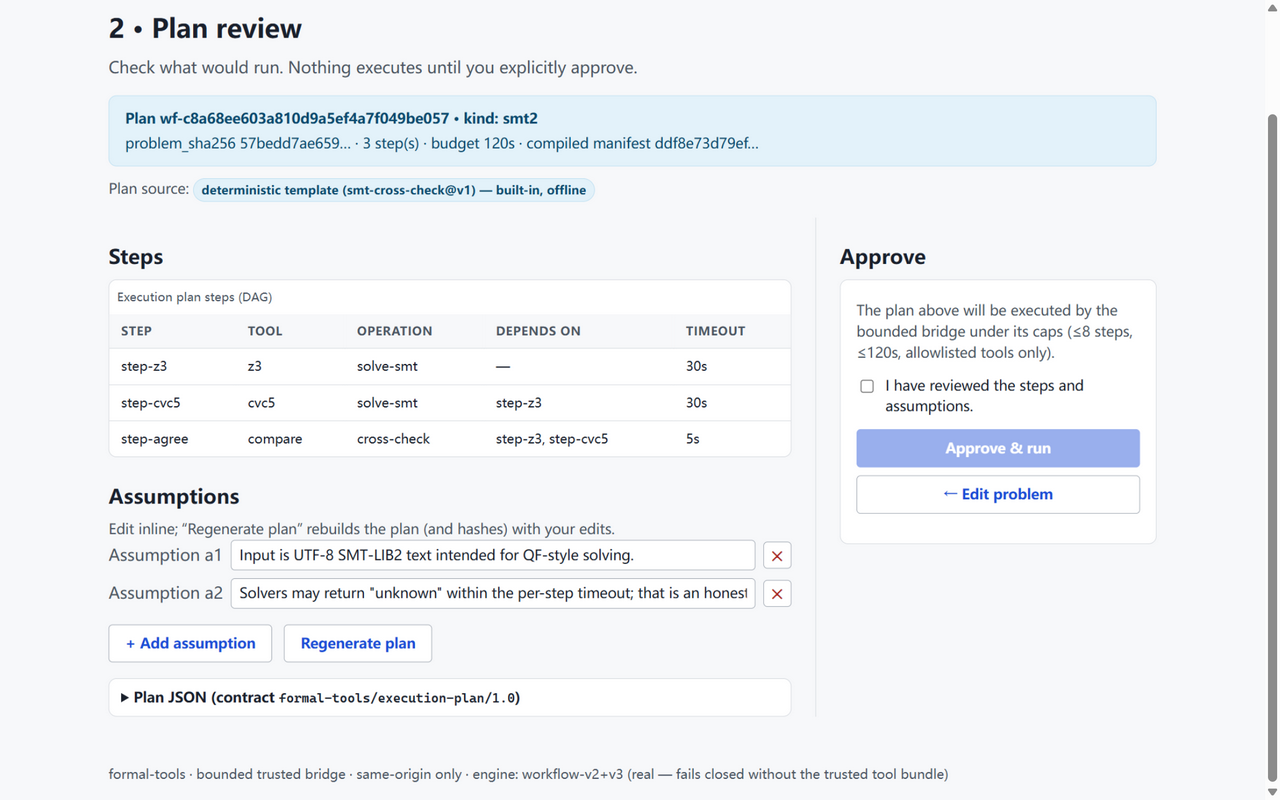 2 • Plan review
Check what would run. Nothing executes until you explicitly approve.
Plan wf-c8a68ee603a810d9a5ef4a7f049be057 • kind: smt2
problem_sha256 57bedd7ae659… · 3 step(s) · budget 120s · compiled manifest ddf8e73d79ef…
Plan source: deterministic template (smt-cross-check@v1) — built-in, offline
Steps
Execution plan steps (DAG)
STEP TOOL OPERATION DEPENDS ON TIMEOUT
step-z3 z3 solve-smt — 30s
step-cvc5 cvc5 solve-smt step-z3 30s
step-agree compare cross-check step-z3, step-cvc5 5s
Assumptions
Edit inline; “Regenerate plan” rebuilds the plan (and hashes) with your edits.
Assumption a1 Input is UTF-8 SMT-LIB2 text intended for QF-style solving. ✕
Assumption a2 Solvers may return "unknown" within the per-step timeout; that is an honest ✕
+ Add assumption Regenerate plan
▶ Plan JSON (contract formal-tools/execution-plan/1.0)
Approve
The plan above will be executed by the
bounded bridge under its caps (≤8 steps,
≤120s, allowlisted tools only).
I have reviewed the steps and
assumptions.
Approve & run
← Edit problem
formal-tools · bounded trusted bridge · same-origin only · engine: workflow-v2+v3 (real — fails closed without the trusted tool bundle)